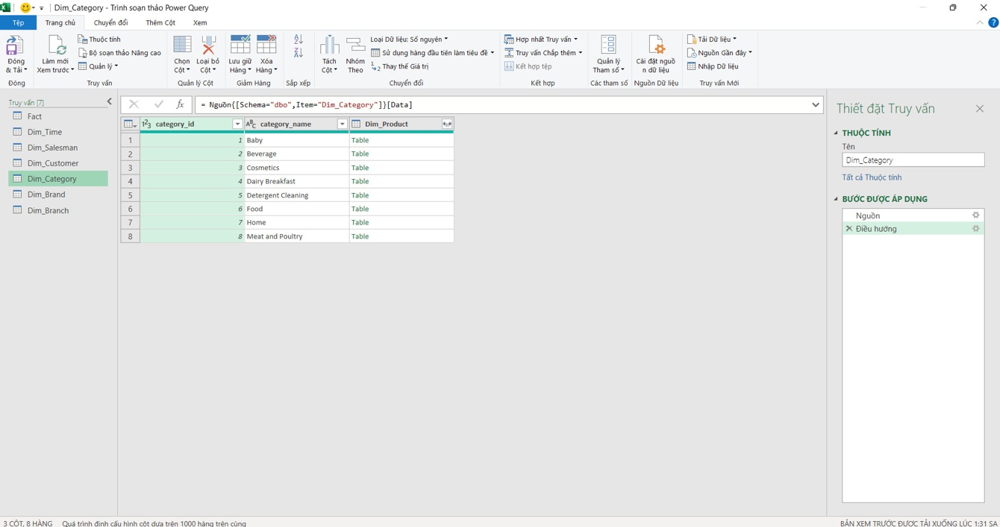 Dim_Category - Trình soạn thảo Power Query
Tệp Trang chủ Chuyển đổi Thêm Cột Xem
Đóng & Tải
Đóng
Làm mới Xem trước
Thuộc tính
Bộ soạn thảo Nâng cao
Quản lý
Truy vấn
Chọn Cột
Loại bỏ Cột
Quản lý Cột
Lưu giữ Hàng
Xóa Hàng
Giảm Hàng
Sắp xếp
Tách Cột
Nhóm Theo
Loại Dữ liệu: Số nguyên
Sử dụng hàng đầu tiên làm tiêu đề
Thay thế Giá trị
Chuyển đổi
Hợp nhất Truy vấn
Truy vấn Chắp thêm
Kết hợp tệp
Kết hợp
Quản lý Tham số
Các tham số
Cài đặt nguồ
n dữ liệu
Nguồn Dữ liệu
Tải Dữ liệu
Nguồn Gần đây
Nhập Dữ liệu
Truy vấn Mới
Truy vấn [7]
Fact
Dim_Time
Dim_Salesman
Dim_Customer
Dim_Category
Dim_Brand
Dim_Branch
fx = Nguồn{[Schema="dbo",Item="Dim_Category"]}[Data]
category_id category_name Dim_Product
1 1 Baby Table
2 2 Beverage Table
3 3 Cosmetics Table
4 4 Dairy Breakfast Table
5 5 Detergent Cleaning Table
6 6 Food Table
7 7 Home Table
8 8 Meat and Poultry Table
Thiết đặt Truy vấn
THUỘC TÍNH
Tên
Dim_Category
Tất cả Thuộc tính
BƯỚC ĐƯỢC ÁP DỤNG
Nguồn
Điều hướng
3 CỘT, 8 HÀNG Quá trình định cấu hình cột dựa trên 1000 hàng trên cùng
BẢN XEM TRƯỚC ĐƯỢC TẢI XUỐNG LÚC 1:31 SA